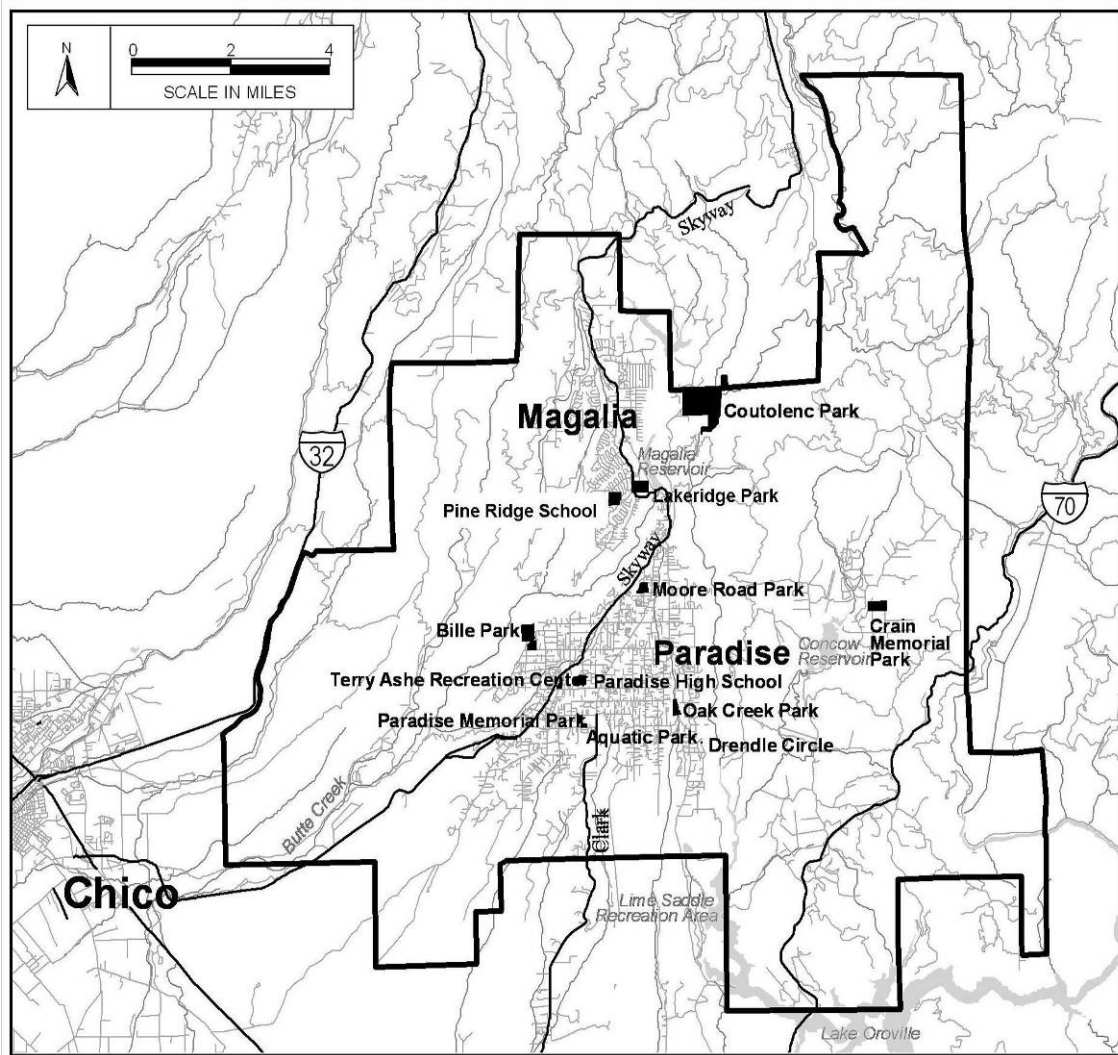 N
0 2 4
SCALE IN MILES
Skyway
32
Magalia
Coutolenc Park
Magalia
Reservoir
Lakeridge Park
Pine Ridge School
70
Skyway
Moore Road Park
Crain
Memorial
Park
Bille Park
Paradise
Concow
Reservoir
Terry Ashe Recreation Center
Paradise High School
Oak Creek Park
Paradise Memorial Park
Aquatic Park
Drendle Circle
Butte Creek
Clark
Chico
Lime Saddle
Recreation Area
Lake Oroville